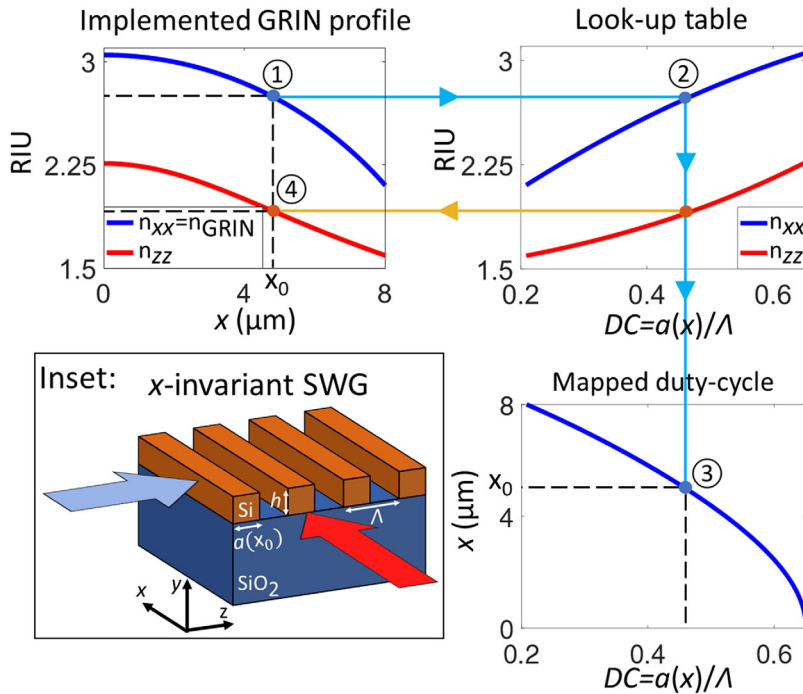 Implemented GRIN profile
3
2.25
1.5
RIU
①
④
n_xx=n_GRIN
n_zz
0
4
x₀
8
x (μm)
Look-up table
3
2.25
1.5
RIU
②
n_xx
n_zz
0.2
0.4
0.6
DC=a(x)/Λ
Inset:
x-invariant SWG
Si
h
Λ
a(x₀)
SiO₂
x
y
z
Mapped duty-cycle
8
x₀
4
0
x (μm)
③
0.2
0.4
0.6
DC=a(x)/Λ